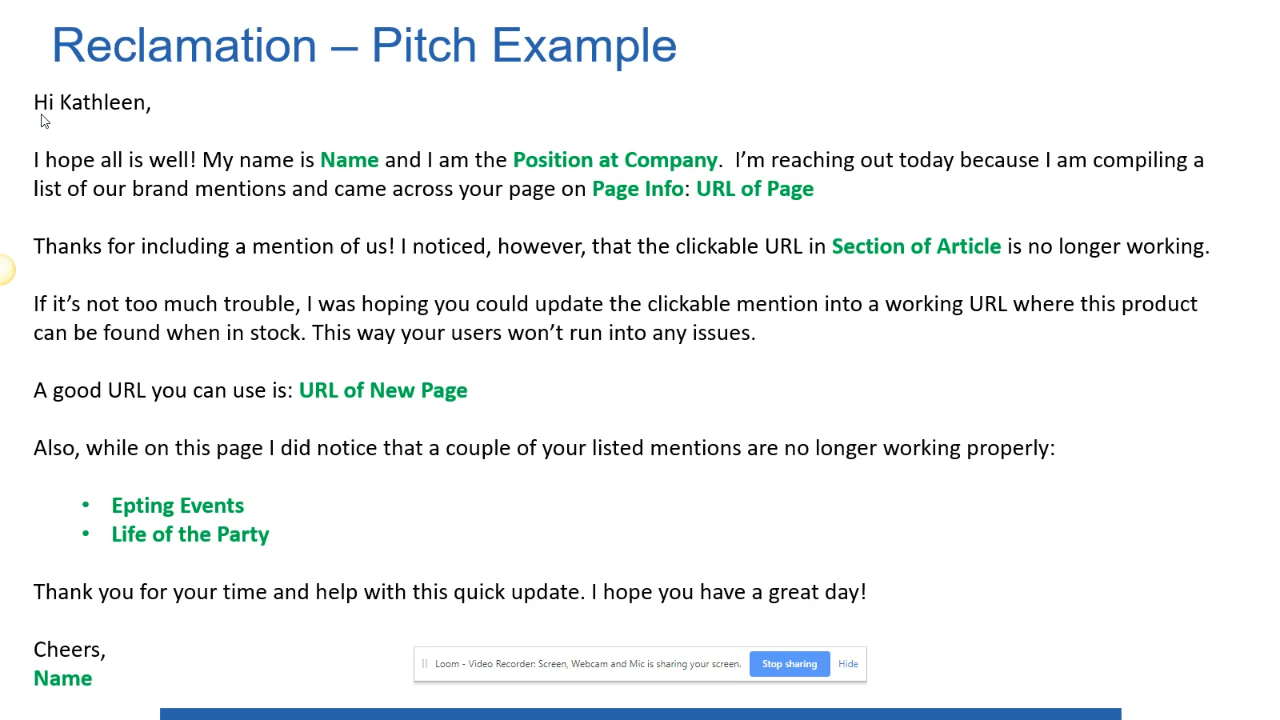 Reclamation – Pitch Example
Hi Kathleen,
I hope all is well! My name is Name and I am the Position at Company.  I’m reaching out today because I am compiling a
list of our brand mentions and came across your page on Page Info: URL of Page
Thanks for including a mention of us! I noticed, however, that the clickable URL in Section of Article is no longer working.
If it’s not too much trouble, I was hoping you could update the clickable mention into a working URL where this product
can be found when in stock. This way your users won’t run into any issues.
A good URL you can use is: URL of New Page
Also, while on this page I did notice that a couple of your listed mentions are no longer working properly:
• Epting Events
• Life of the Party
Thank you for your time and help with this quick update. I hope you have a great day!
Cheers,
Loom - Video Recorder: Screen, Webcam and Mic is sharing your screen. Stop sharing Hide
Name